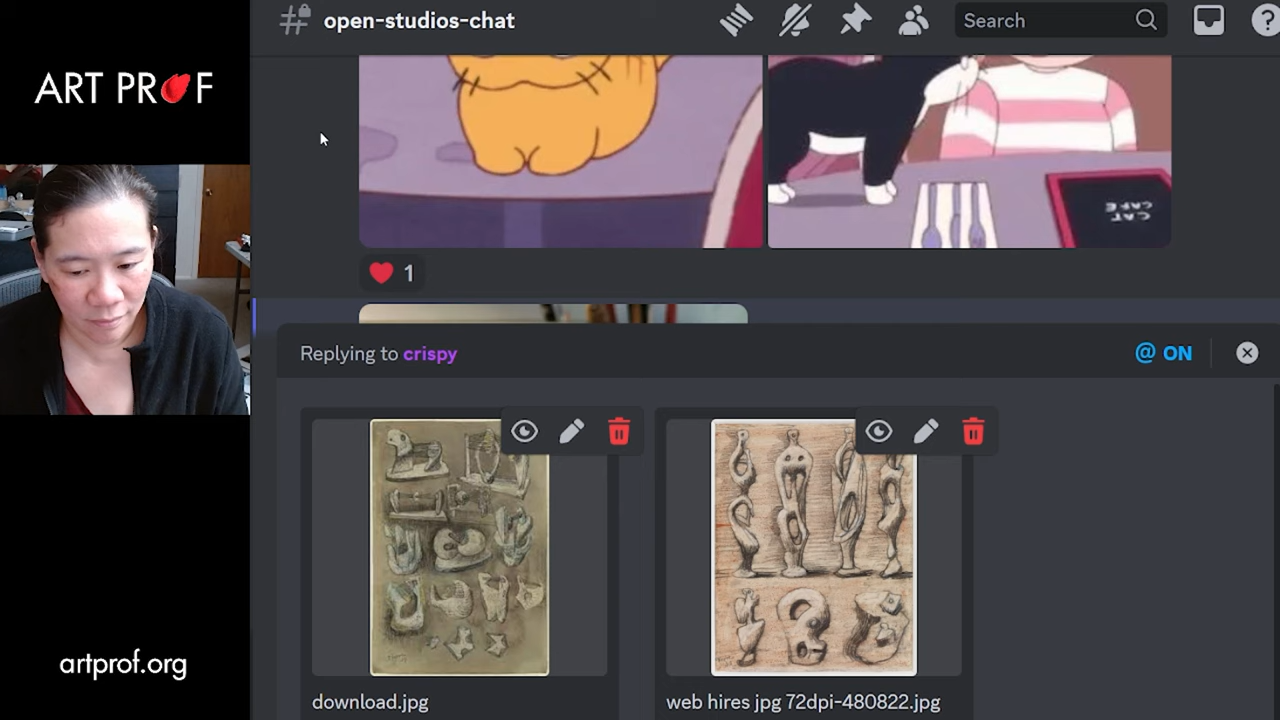 ART PROF
artprof.org
open-studios-chat
Search
?
CAT
CAFE
1
Replying to crispy
@ ON
download.jpg
web hires jpg 72dpi-480822.jpg